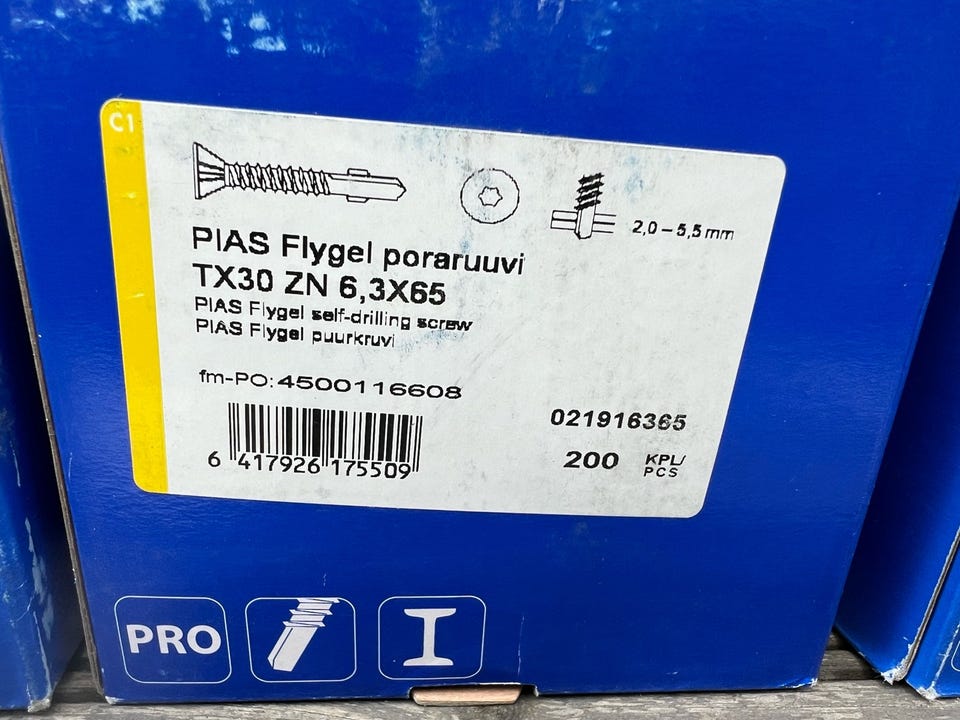 C1
2,0 – 5,5 mm
PIAS Flygel poraruuvi
TX30 ZN 6,3X65
PIAS Flygel self-drilling screw
PIAS Flygel puurkruvi
fm-PO: 4500116608
6 417926 175509
021916365
200 KPL/
PCS
PRO